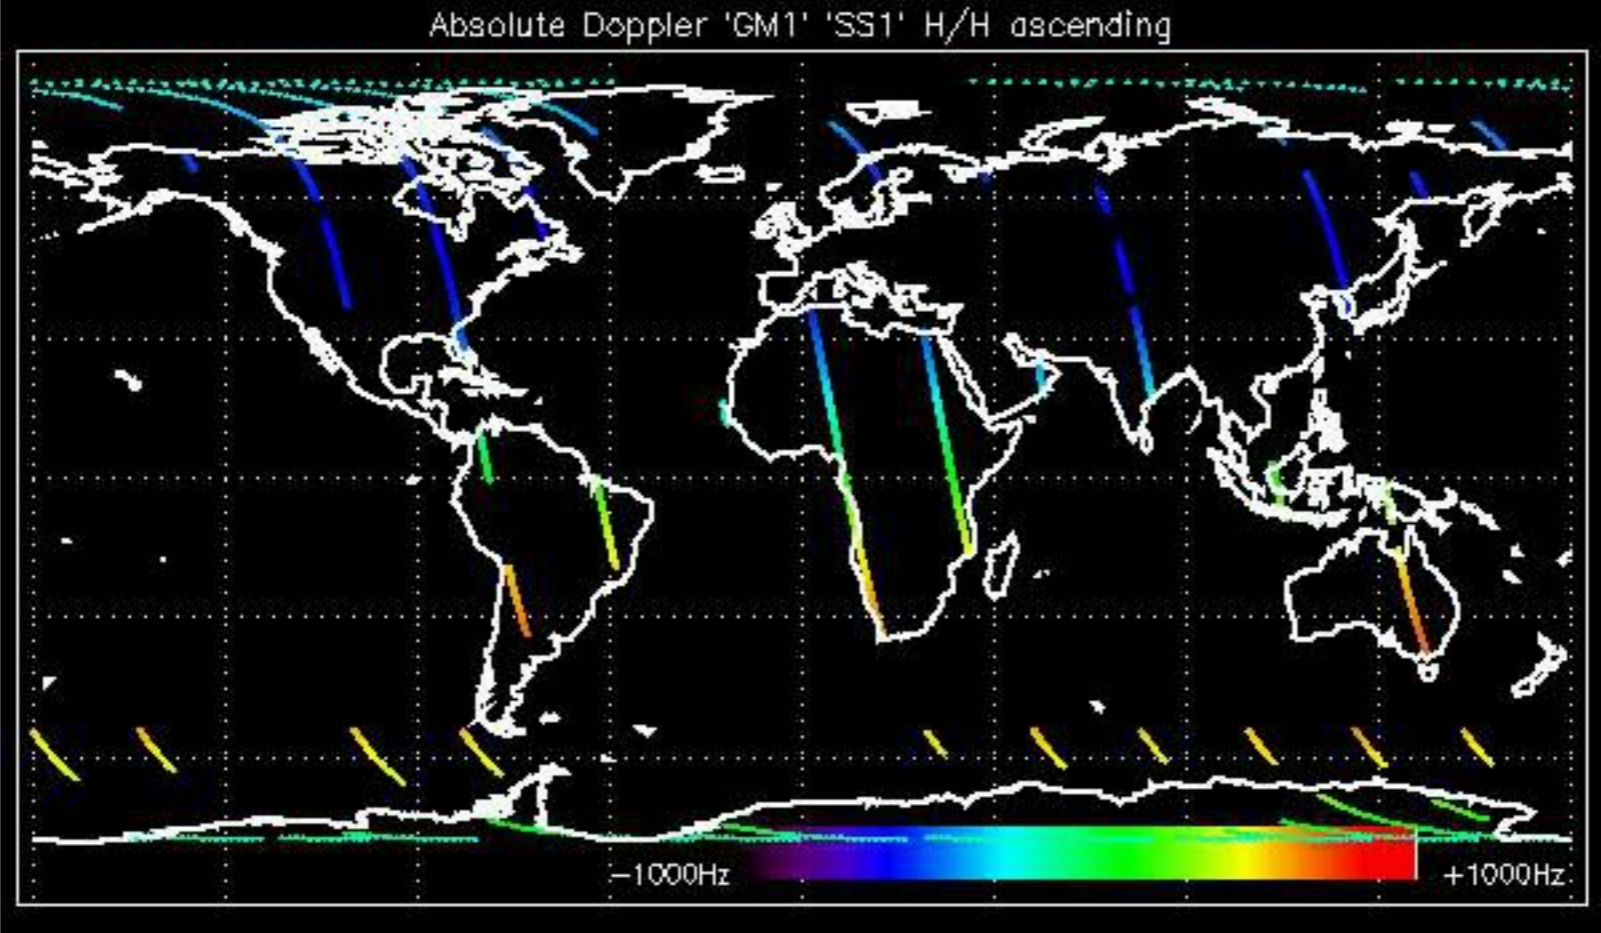 Absolute Doppler 'GM1' 'SS1' H/H ascending
−1000Hz +1000Hz